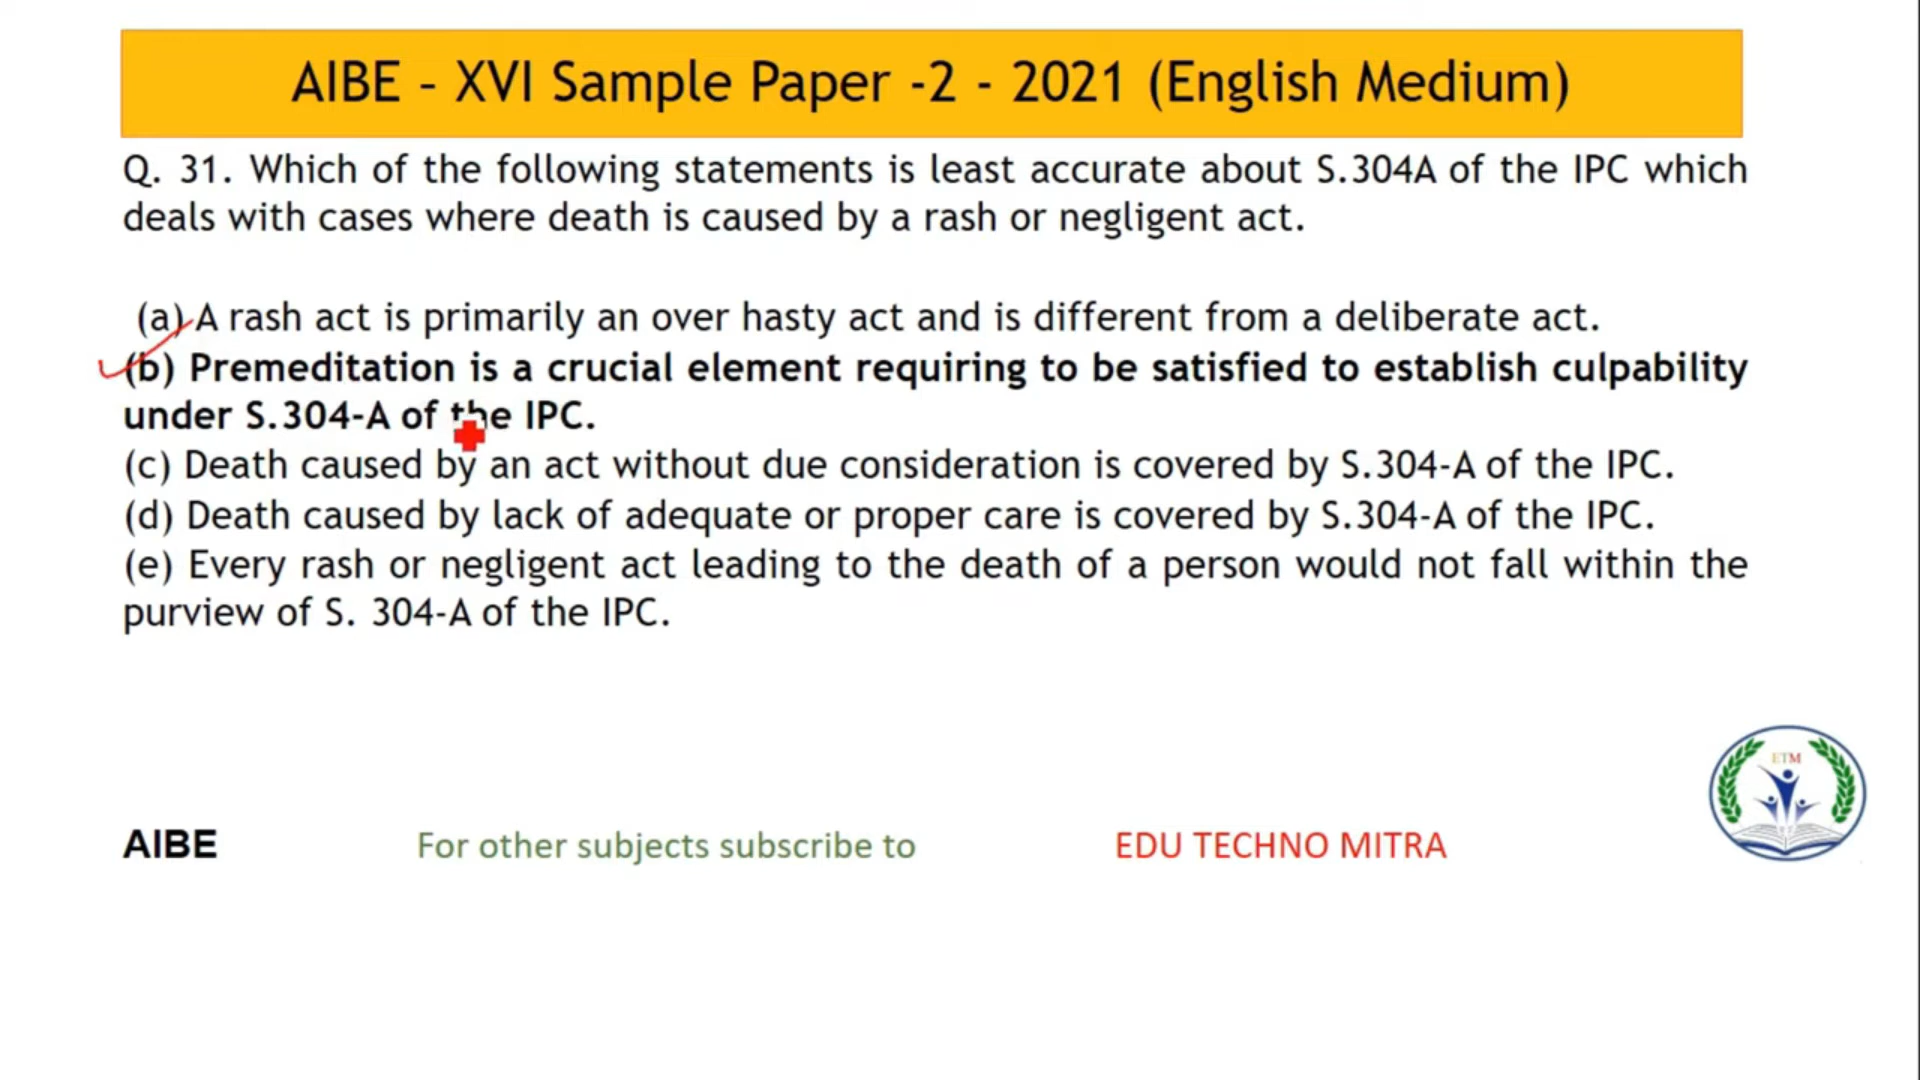 AIBE – XVI Sample Paper -2 - 2021 (English Medium)
Q. 31. Which of the following statements is least accurate about S.304A of the IPC which
deals with cases where death is caused by a rash or negligent act.
(a) A rash act is primarily an over hasty act and is different from a deliberate act.
(b) Premeditation is a crucial element requiring to be satisfied to establish culpability
under S.304-A of the IPC.
(c) Death caused by an act without due consideration is covered by S.304-A of the IPC.
(d) Death caused by lack of adequate or proper care is covered by S.304-A of the IPC.
(e) Every rash or negligent act leading to the death of a person would not fall within the
purview of S. 304-A of the IPC.
ETM
AIBE For other subjects subscribe to EDU TECHNO MITRA